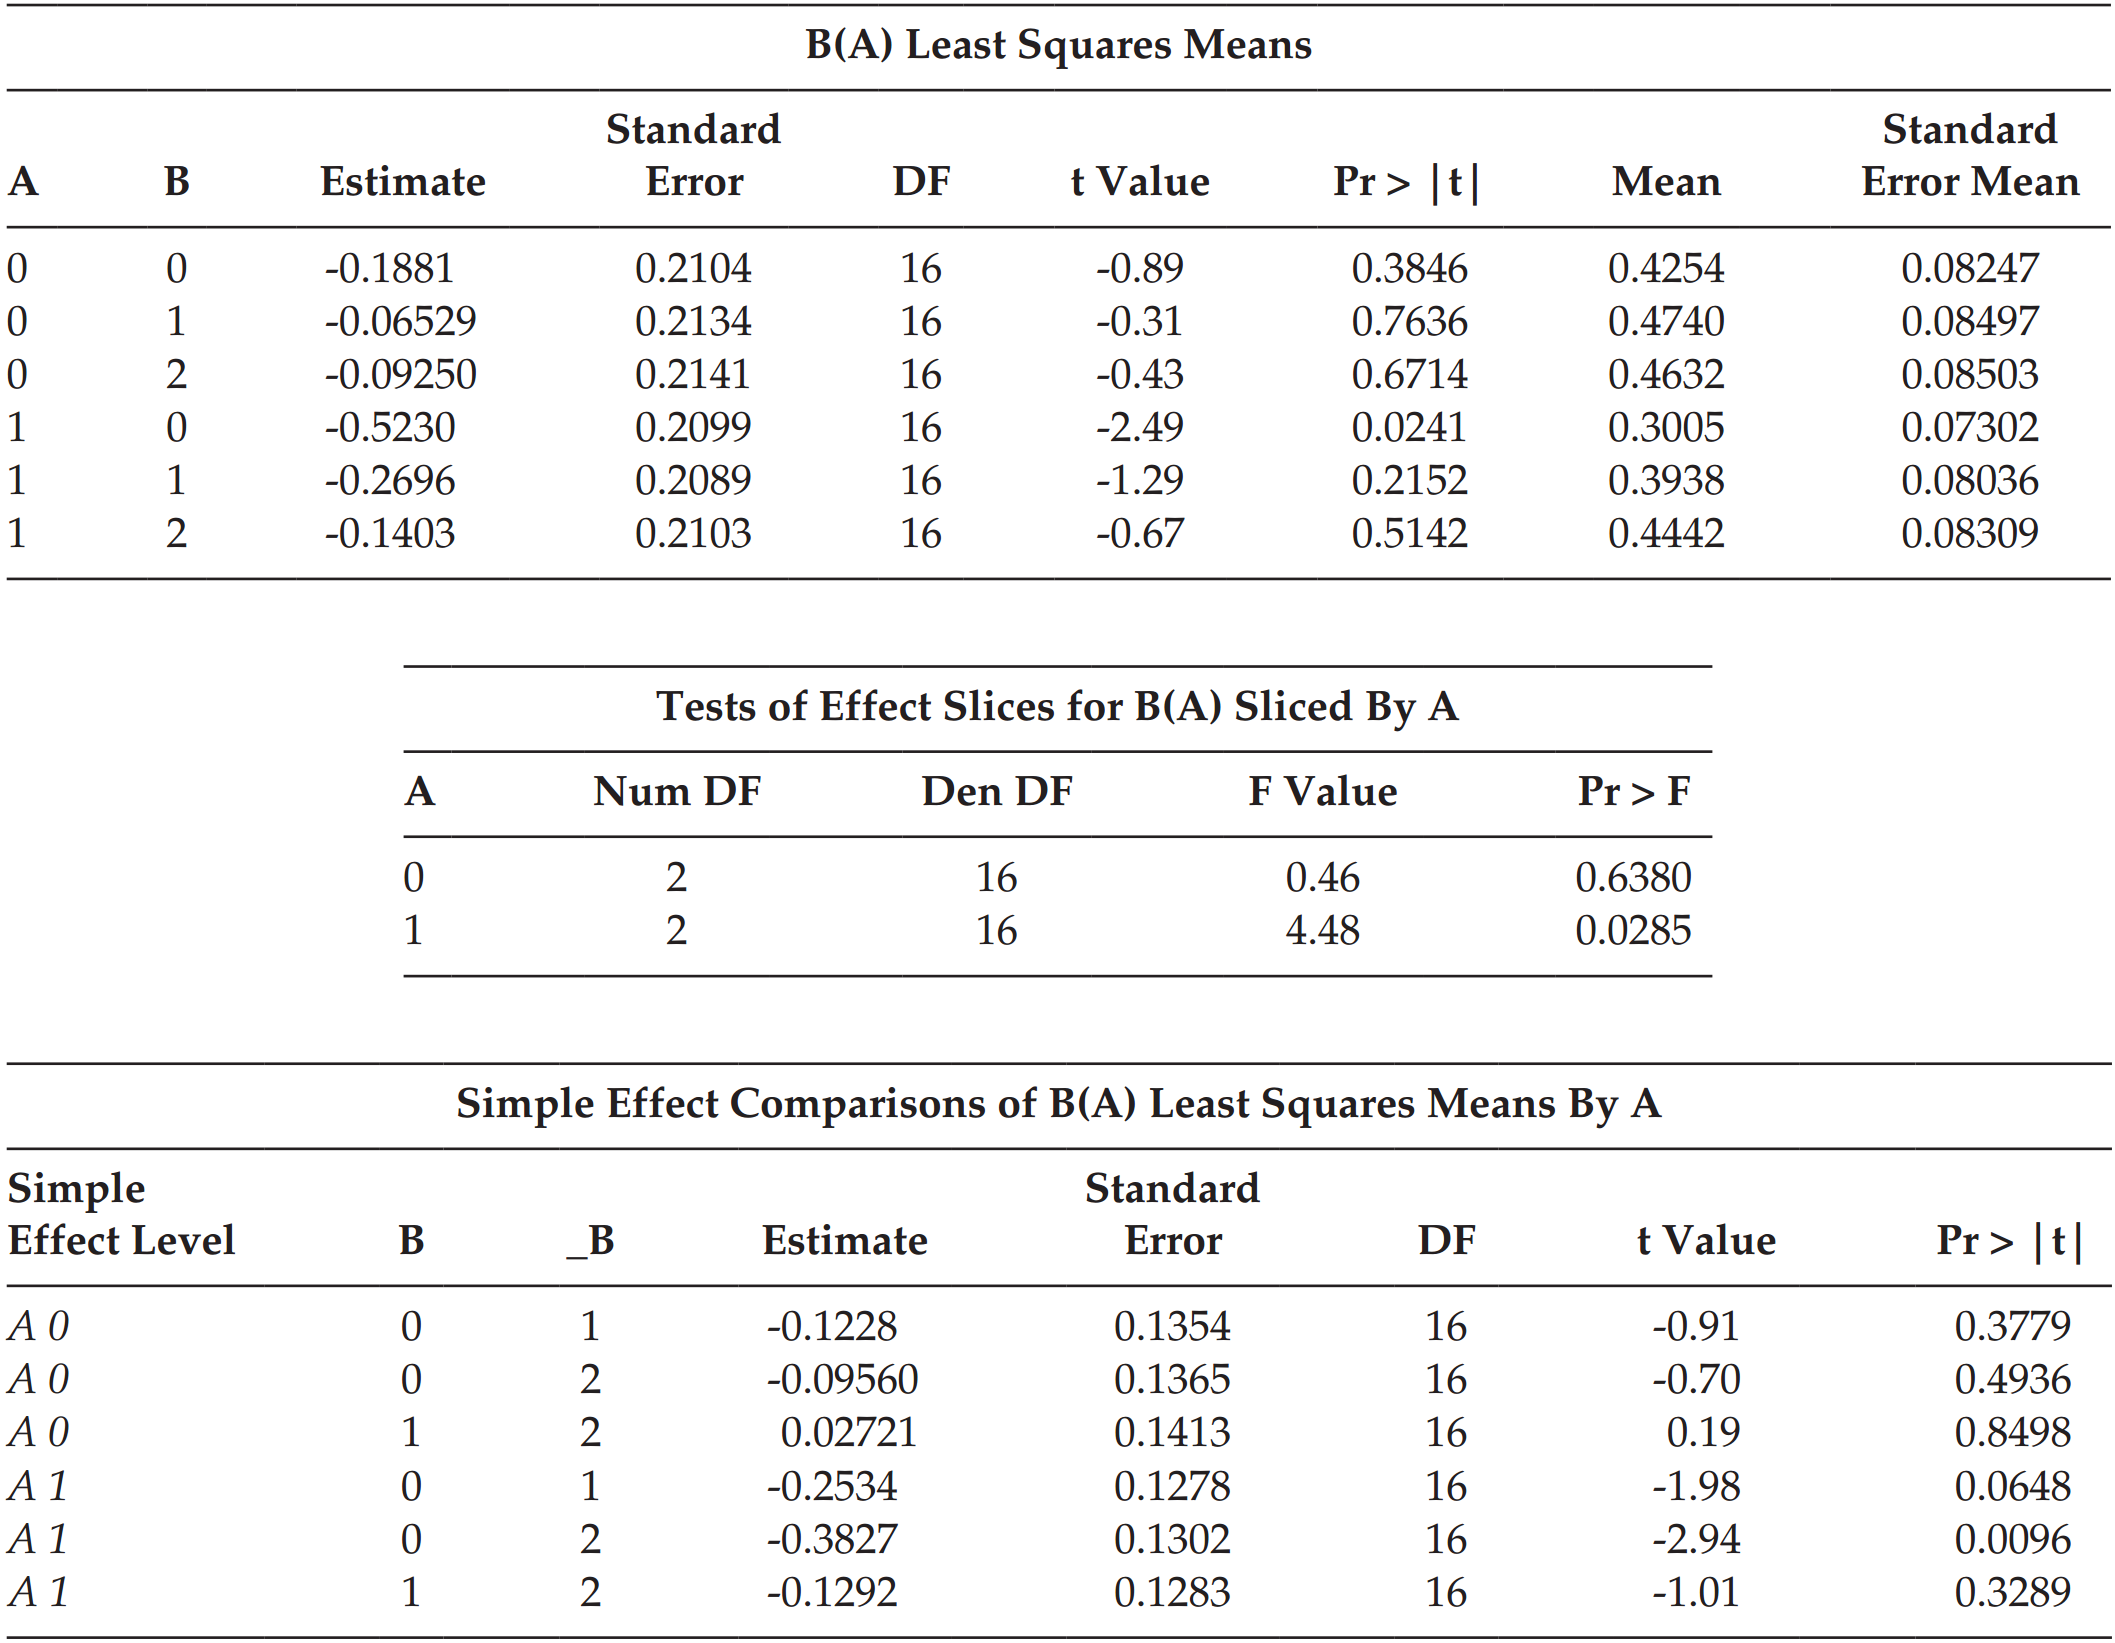 B(A) Least Squares Means
A B Estimate Standard Error DF t Value Pr > |t| Mean Standard Error Mean
0 0 -0.1881 0.2104 16 -0.89 0.3846 0.4254 0.08247
0 1 -0.06529 0.2134 16 -0.31 0.7636 0.4740 0.08497
0 2 -0.09250 0.2141 16 -0.43 0.6714 0.4632 0.08503
1 0 -0.5230 0.2099 16 -2.49 0.0241 0.3005 0.07302
1 1 -0.2696 0.2089 16 -1.29 0.2152 0.3938 0.08036
1 2 -0.1403 0.2103 16 -0.67 0.5142 0.4442 0.08309
Tests of Effect Slices for B(A) Sliced By A
A Num DF Den DF F Value Pr > F
0 2 16 0.46 0.6380
1 2 16 4.48 0.0285
Simple Effect Comparisons of B(A) Least Squares Means By A
Simple Effect Level B _B Estimate Standard Error DF t Value Pr > |t|
A 0 0 1 -0.1228 0.1354 16 -0.91 0.3779
A 0 0 2 -0.09560 0.1365 16 -0.70 0.4936
A 0 1 2 0.02721 0.1413 16 0.19 0.8498
A 1 0 1 -0.2534 0.1278 16 -1.98 0.0648
A 1 0 2 -0.3827 0.1302 16 -2.94 0.0096
A 1 1 2 -0.1292 0.1283 16 -1.01 0.3289